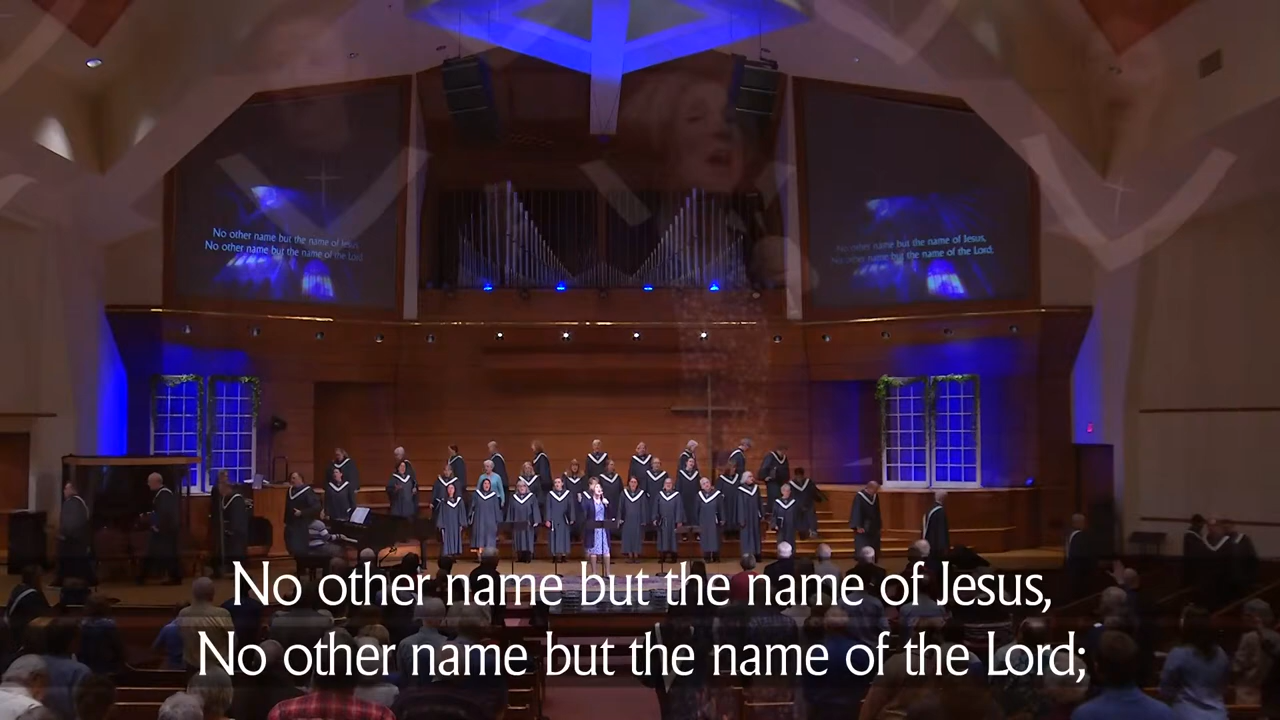 No other name but the name of Jesus,
No other name but the name of the Lord
No other name but the name of Jesus,
No other name but the name of the Lord,
No other name but the name of Jesus,
No other name but the name of the Lord;